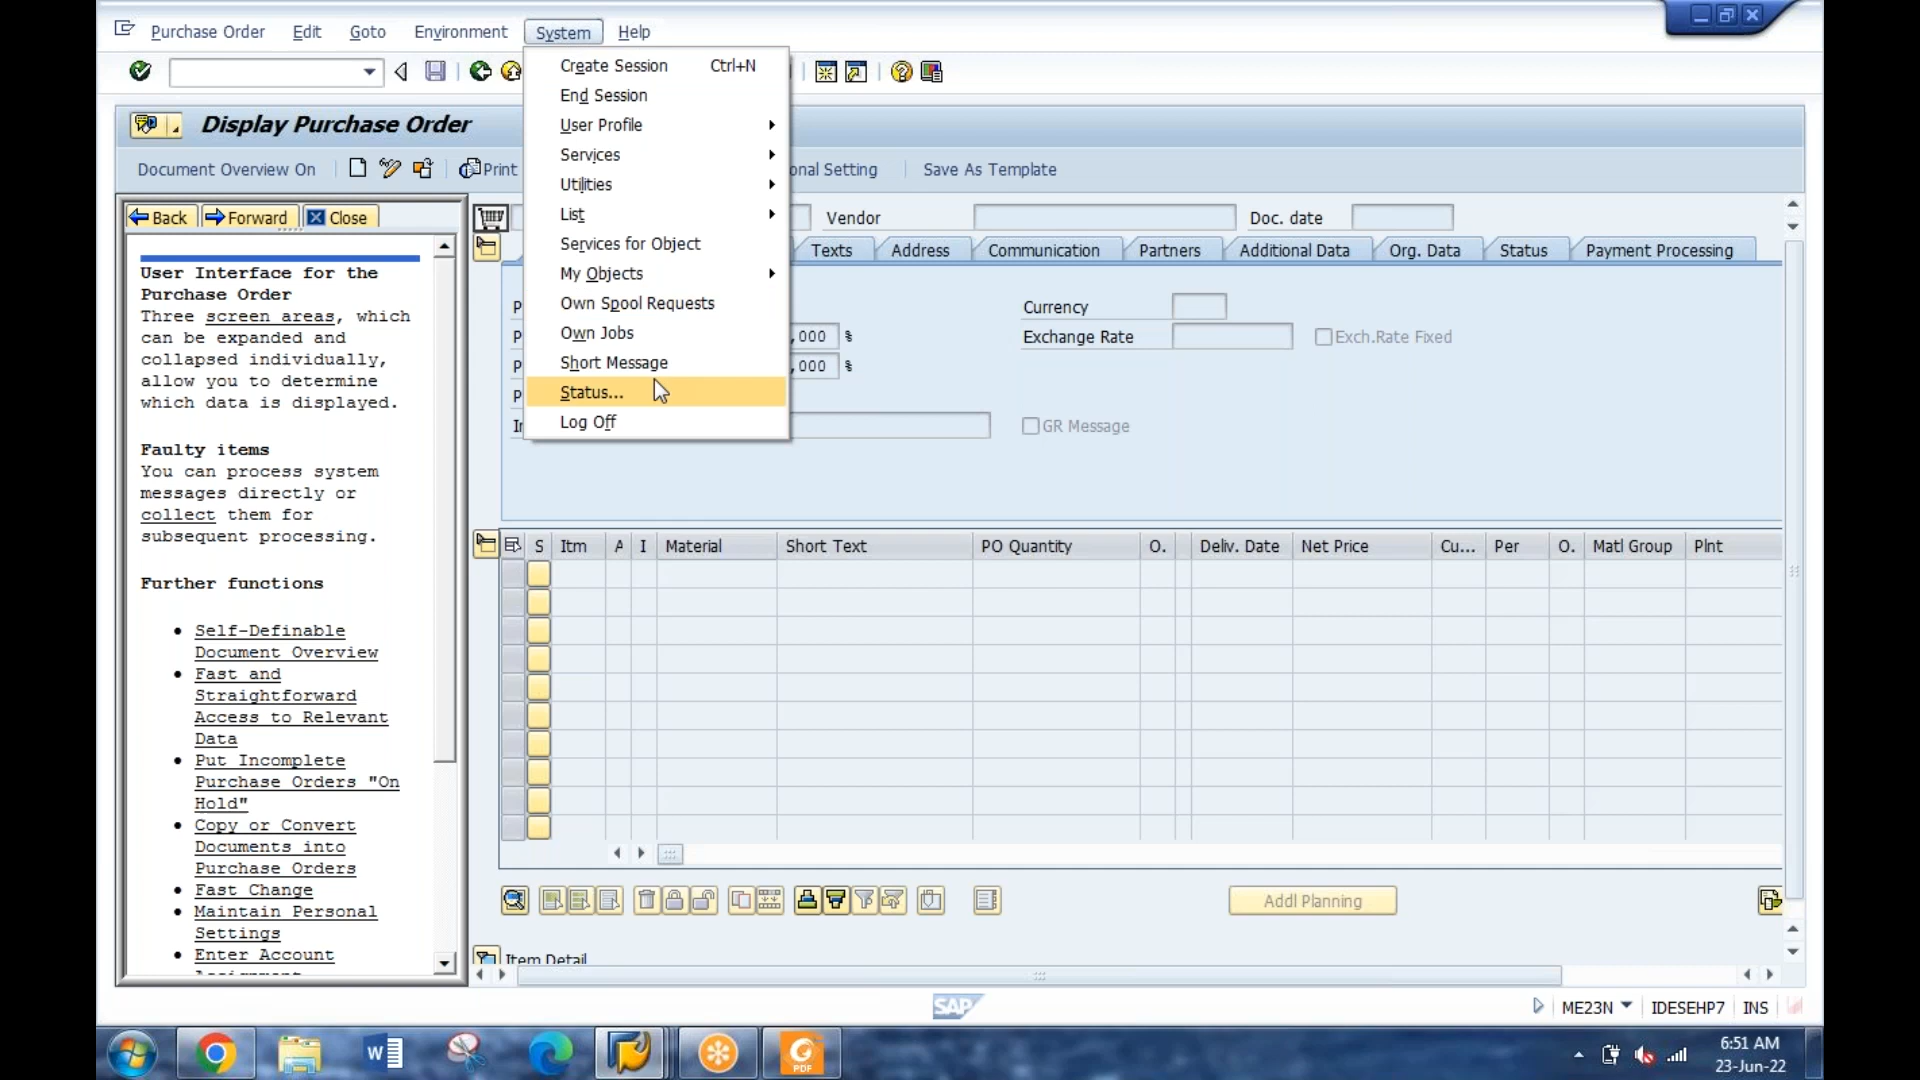 Purchase Order Edit Goto Environment System Help
Create Session Ctrl+N
End Session
User Profile
Services
Utilities
List
Services for Object
My Objects
Own Spool Requests
Own Jobs
Short Message
Status...
Log Off
Display Purchase Order
Document Overview On Print onal Setting Save As Template
Back Forward Close
User Interface for the
Purchase Order
Three screen areas, which
can be expanded and
collapsed individually,
allow you to determine
which data is displayed.
Faulty items
You can process system
messages directly or
collect them for
subsequent processing.
Further functions
• Self-Definable
Document Overview
• Fast and
Straightforward
Access to Relevant
Data
• Put Incomplete
Purchase Orders "On
Hold"
• Copy or Convert
Documents into
Purchase Orders
• Fast Change
• Maintain Personal
Settings
• Enter Account
Vendor Doc. date
Texts Address Communication Partners Additional Data Org. Data Status Payment Processing
P Currency
P ,000 % Exchange Rate Exch.Rate Fixed
P ,000 %
P
In GR Message
S Itm A I Material Short Text PO Quantity O. Deliv. Date Net Price Cu... Per O. Matl Group Plnt
Addl Planning
Item Detail
SAP ME23N IDESEHP7 INS
W PDF 6:51 AM
23-Jun-22